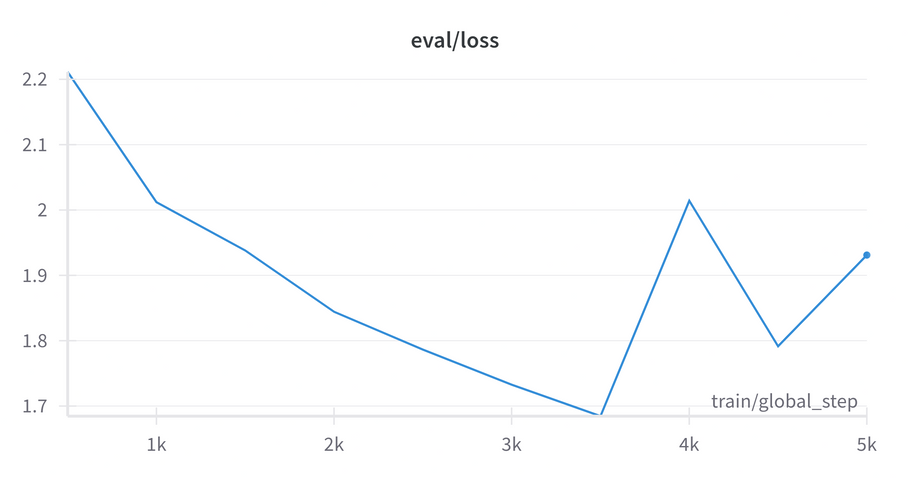 eval/loss
2.2
2.1
2
1.9
1.8
1.7
train/global_step
1k 2k 3k 4k 5k